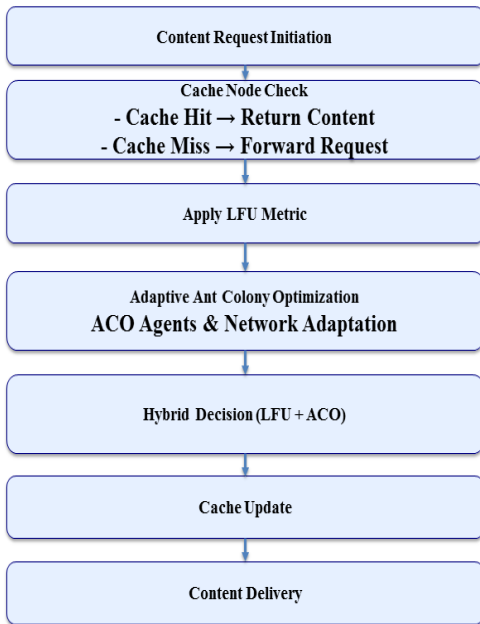 Content Request Initiation
Cache Node Check
- Cache Hit → Return Content
- Cache Miss → Forward Request
Apply LFU Metric
Adaptive Ant Colony Optimization
ACO Agents & Network Adaptation
Hybrid Decision (LFU + ACO)
Cache Update
Content Delivery